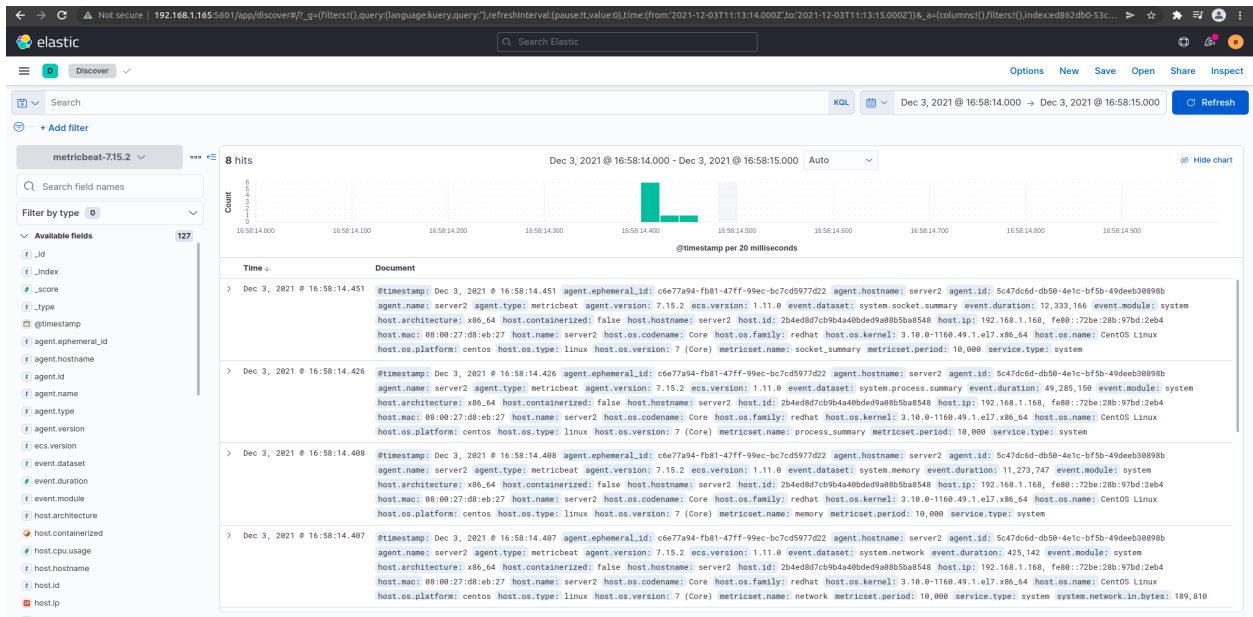 Not secure | 192.168.1.165:5601/app/discover#/?_g=(filters:!(),query:(language:kuery,query:''),refreshInterval:(pause:!t,value:0),time:(from:'2021-12-03T11:13:14.000Z',to:'2021-12-03T11:13:15.000Z'))&_a=(columns:!(),filters:!(),index:ed862db0-53c...
elastic
Search Elastic
e
D Discover
Options New Save Open Share Inspect
Search
KQL
Dec 3, 2021 @ 16:58:14.000 → Dec 3, 2021 @ 16:58:15.000
Refresh
+ Add filter
metricbeat-7.15.2
Search field names
Filter by type 0
Available fields 127
t _id
t _index
# _score
t _type
@timestamp
t agent.ephemeral_id
t agent.hostname
t agent.id
t agent.name
t agent.type
t agent.version
t ecs.version
t event.dataset
# event.duration
t event.module
t host.architecture
host.containerized
# host.cpu.usage
t host.hostname
t host.id
host.ip
8 hits
Dec 3, 2021 @ 16:58:14.000 - Dec 3, 2021 @ 16:58:15.000 Auto
Hide chart
Count
6
5
4
3
2
1
0
16:58:14.000 16:58:14.100 16:58:14.200 16:58:14.300 16:58:14.400 16:58:14.500 16:58:14.600 16:58:14.700 16:58:14.800 16:58:14.900
@timestamp per 20 milliseconds
Time Document
Dec 3, 2021 @ 16:58:14.451 @timestamp: Dec 3, 2021 @ 16:58:14.451 agent.ephemeral_id: c6e77a94-fb81-47ff-99ec-bc7cd5977d22 agent.hostname: server2 agent.id: 5c47dc6d-db50-4e1c-bf5b-49deeb30898b
agent.name: server2 agent.type: metricbeat agent.version: 7.15.2 ecs.version: 1.11.0 event.dataset: system.socket.summary event.duration: 12,333,166 event.module: system
host.architecture: x86_64 host.containerized: false host.hostname: server2 host.id: 2b4ed8d7cb9b4a40bded9a08b5ba8548 host.ip: 192.168.1.168, fe80::72be:28b:97bd:2eb4
host.mac: 08:00:27:d8:eb:27 host.name: server2 host.os.codename: Core host.os.family: redhat host.os.kernel: 3.10.0-1160.49.1.el7.x86_64 host.os.name: CentOS Linux
host.os.platform: centos host.os.type: linux host.os.version: 7 (Core) metricset.name: socket_summary metricset.period: 10,000 service.type: system
Dec 3, 2021 @ 16:58:14.426 @timestamp: Dec 3, 2021 @ 16:58:14.426 agent.ephemeral_id: c6e77a94-fb81-47ff-99ec-bc7cd5977d22 agent.hostname: server2 agent.id: 5c47dc6d-db50-4e1c-bf5b-49deeb30898b
agent.name: server2 agent.type: metricbeat agent.version: 7.15.2 ecs.version: 1.11.0 event.dataset: system.process.summary event.duration: 49,285,150 event.module: system
host.architecture: x86_64 host.containerized: false host.hostname: server2 host.id: 2b4ed8d7cb9b4a40bded9a08b5ba8548 host.ip: 192.168.1.168, fe80::72be:28b:97bd:2eb4
host.mac: 08:00:27:d8:eb:27 host.name: server2 host.os.codename: Core host.os.family: redhat host.os.kernel: 3.10.0-1160.49.1.el7.x86_64 host.os.name: CentOS Linux
host.os.platform: centos host.os.type: linux host.os.version: 7 (Core) metricset.name: process_summary metricset.period: 10,000 service.type: system
Dec 3, 2021 @ 16:58:14.408 @timestamp: Dec 3, 2021 @ 16:58:14.408 agent.ephemeral_id: c6e77a94-fb81-47ff-99ec-bc7cd5977d22 agent.hostname: server2 agent.id: 5c47dc6d-db50-4e1c-bf5b-49deeb30898b
agent.name: server2 agent.type: metricbeat agent.version: 7.15.2 ecs.version: 1.11.0 event.dataset: system.memory event.duration: 11,273,747 event.module: system
host.architecture: x86_64 host.containerized: false host.hostname: server2 host.id: 2b4ed8d7cb9b4a40bded9a08b5ba8548 host.ip: 192.168.1.168, fe80::72be:28b:97bd:2eb4
host.mac: 08:00:27:d8:eb:27 host.name: server2 host.os.codename: Core host.os.family: redhat host.os.kernel: 3.10.0-1160.49.1.el7.x86_64 host.os.name: CentOS Linux
host.os.platform: centos host.os.type: linux host.os.version: 7 (Core) metricset.name: memory metricset.period: 10,000 service.type: system
Dec 3, 2021 @ 16:58:14.407 @timestamp: Dec 3, 2021 @ 16:58:14.407 agent.ephemeral_id: c6e77a94-fb81-47ff-99ec-bc7cd5977d22 agent.hostname: server2 agent.id: 5c47dc6d-db50-4e1c-bf5b-49deeb30898b
agent.name: server2 agent.type: metricbeat agent.version: 7.15.2 ecs.version: 1.11.0 event.dataset: system.network event.duration: 425,142 event.module: system
host.architecture: x86_64 host.containerized: false host.hostname: server2 host.id: 2b4ed8d7cb9b4a40bded9a08b5ba8548 host.ip: 192.168.1.168, fe80::72be:28b:97bd:2eb4
host.mac: 08:00:27:d8:eb:27 host.name: server2 host.os.codename: Core host.os.family: redhat host.os.kernel: 3.10.0-1160.49.1.el7.x86_64 host.os.name: CentOS Linux
host.os.platform: centos host.os.type: linux host.os.version: 7 (Core) metricset.name: network metricset.period: 10,000 service.type: system system.network.in.bytes: 189,810